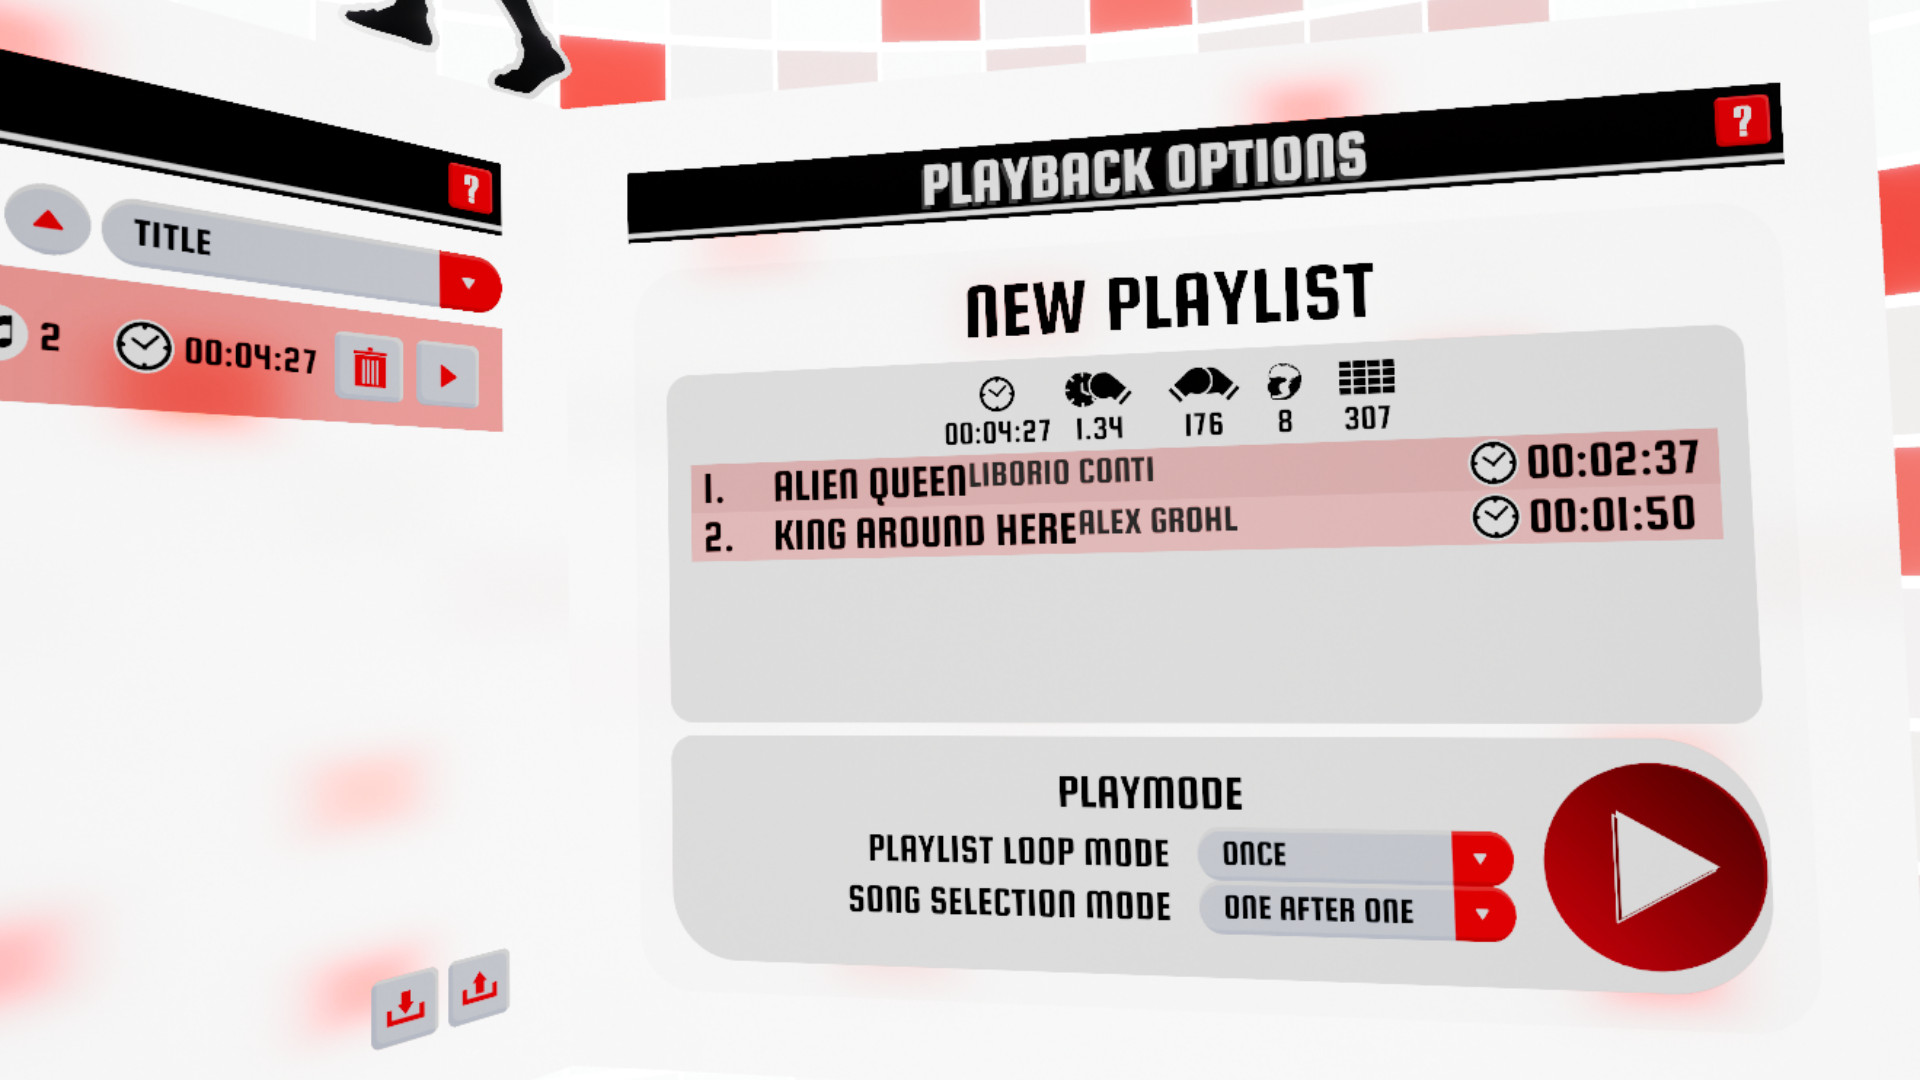 ?
TITLE
2 00:04:27
PLAYBACK OPTIONS ?
NEW PLAYLIST
00:04:27 1.34 176 8 307
1. ALIEN QUEEN LIBORIO CONTI 00:02:37
2. KING AROUND HERE ALEX GROHL 00:01:50
PLAYMODE
PLAYLIST LOOP MODE ONCE
SONG SELECTION MODE ONE AFTER ONE